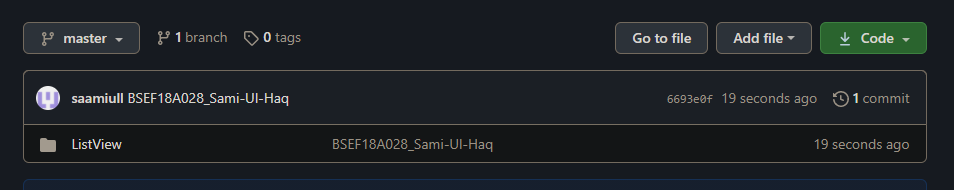 master 1 branch 0 tags Go to file Add file Code
saamiull BSEF18A028_Sami-Ul-Haq 6693e0f 19 seconds ago 1 commit
ListView BSEF18A028_Sami-Ul-Haq 19 seconds ago